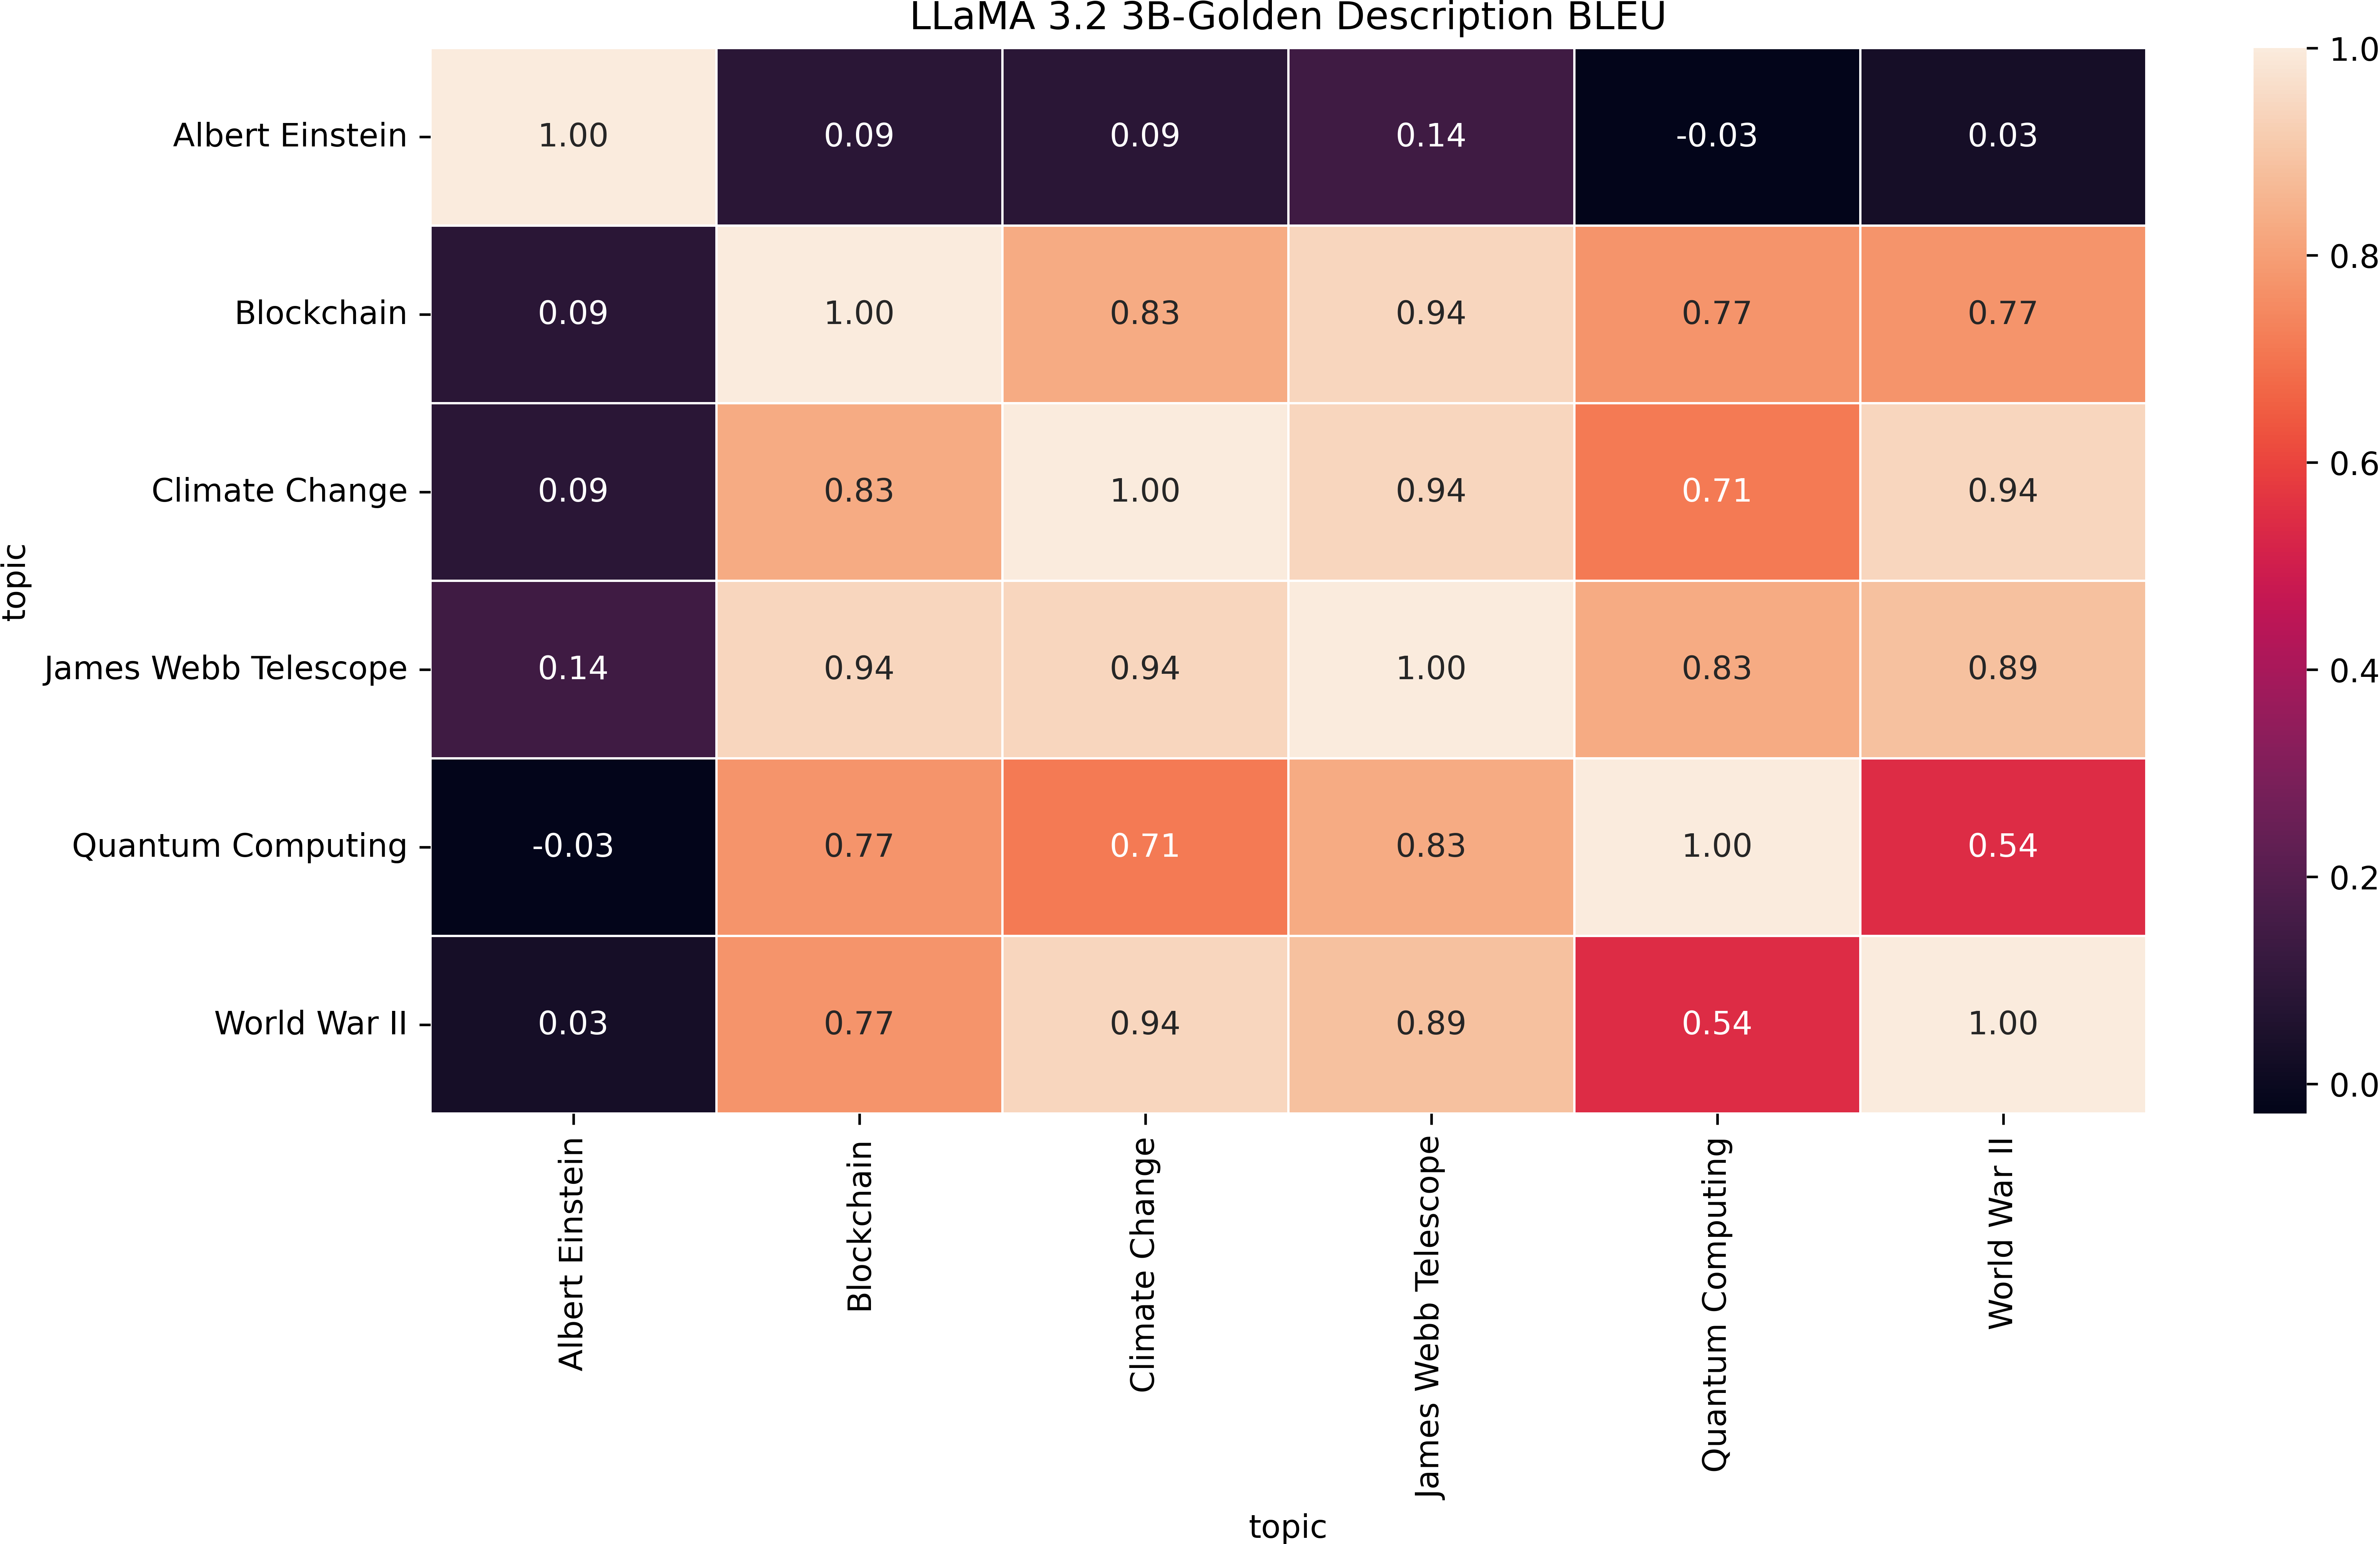 LLaMA 3.2 3B-Golden Description BLEU
Albert Einstein 1.00 0.09 0.09 0.14 -0.03 0.03
Blockchain 0.09 1.00 0.83 0.94 0.77 0.77
Climate Change 0.09 0.83 1.00 0.94 0.71 0.94
James Webb Telescope 0.14 0.94 0.94 1.00 0.83 0.89
Quantum Computing -0.03 0.77 0.71 0.83 1.00 0.54
World War II 0.03 0.77 0.94 0.89 0.54 1.00
topic
Albert Einstein
Blockchain
Climate Change
James Webb Telescope
Quantum Computing
World War II
topic
1.0
0.8
0.6
0.4
0.2
0.0